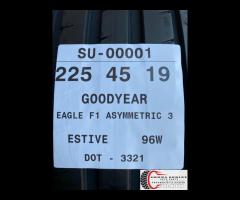 SU-00001
225 45 19
GOODYEAR
EAGLE F1 ASYMMETRIC 3
ESTIVE 96W
DOT - 3321